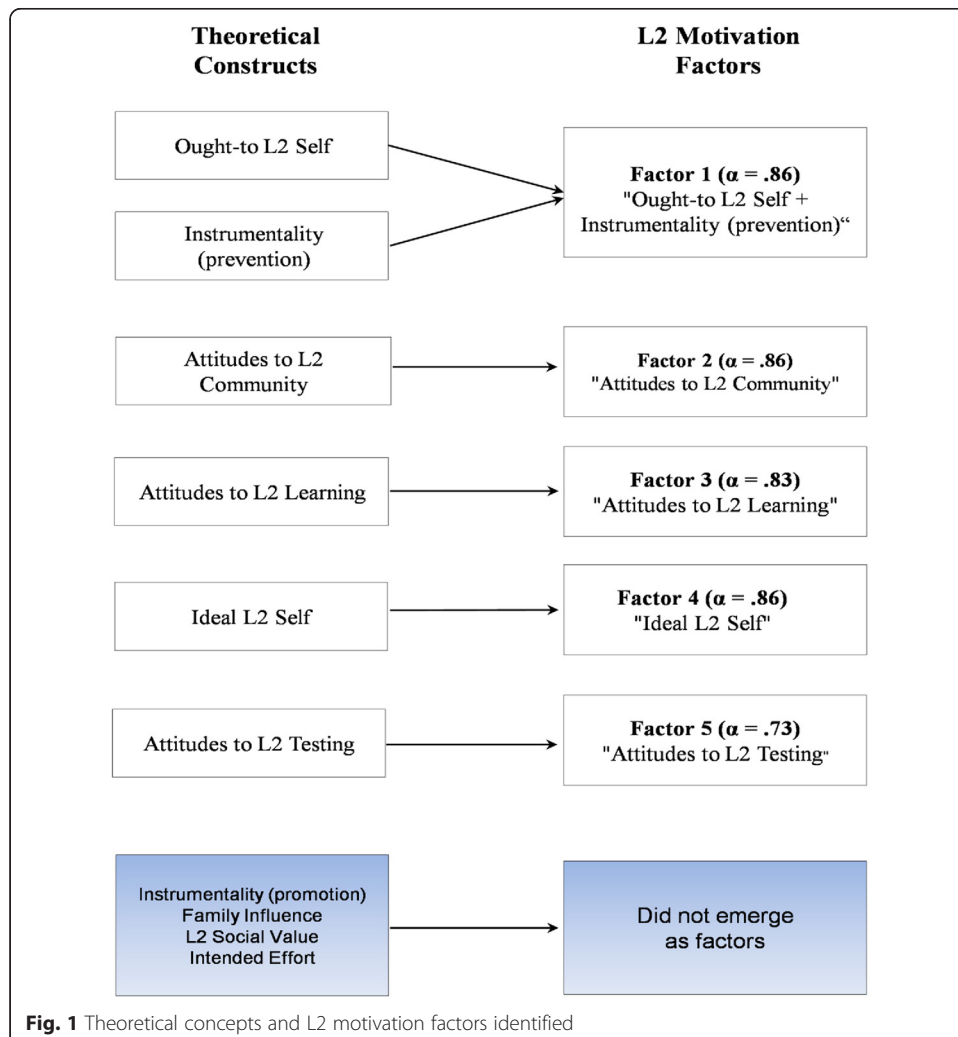 Theoretical
Constructs
L2 Motivation
Factors
Ought-to L2 Self
Instrumentality
(prevention)
Factor 1 (α = .86)
"Ought-to L2 Self +
Instrumentality (prevention)“
Attitudes to L2
Community
Factor 2 (α = .86)
"Attitudes to L2 Community"
Attitudes to L2 Learning
Factor 3 (α = .83)
"Attitudes to L2 Learning"
Ideal L2 Self
Factor 4 (α = .86)
"Ideal L2 Self"
Attitudes to L2 Testing
Factor 5 (α = .73)
"Attitudes to L2 Testing"
Instrumentality (promotion)
Family Influence
L2 Social Value
Intended Effort
Did not emerge
as factors
Fig. 1 Theoretical concepts and L2 motivation factors identified